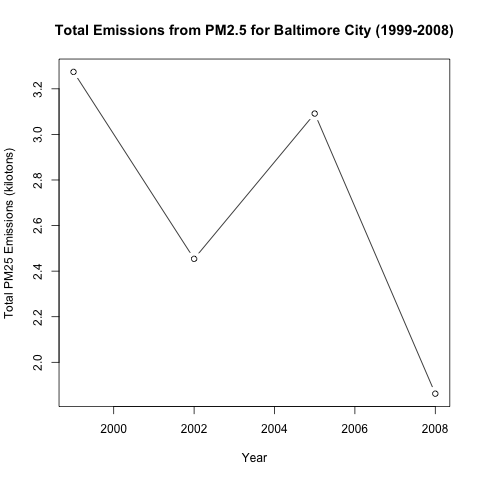 Total Emissions from PM2.5 for Baltimore City (1999-2008)
Total PM25 Emissions (kilotons)
3.2
3.0
2.8
2.6
2.4
2.2
2.0
2000 2002 2004 2006 2008
Year